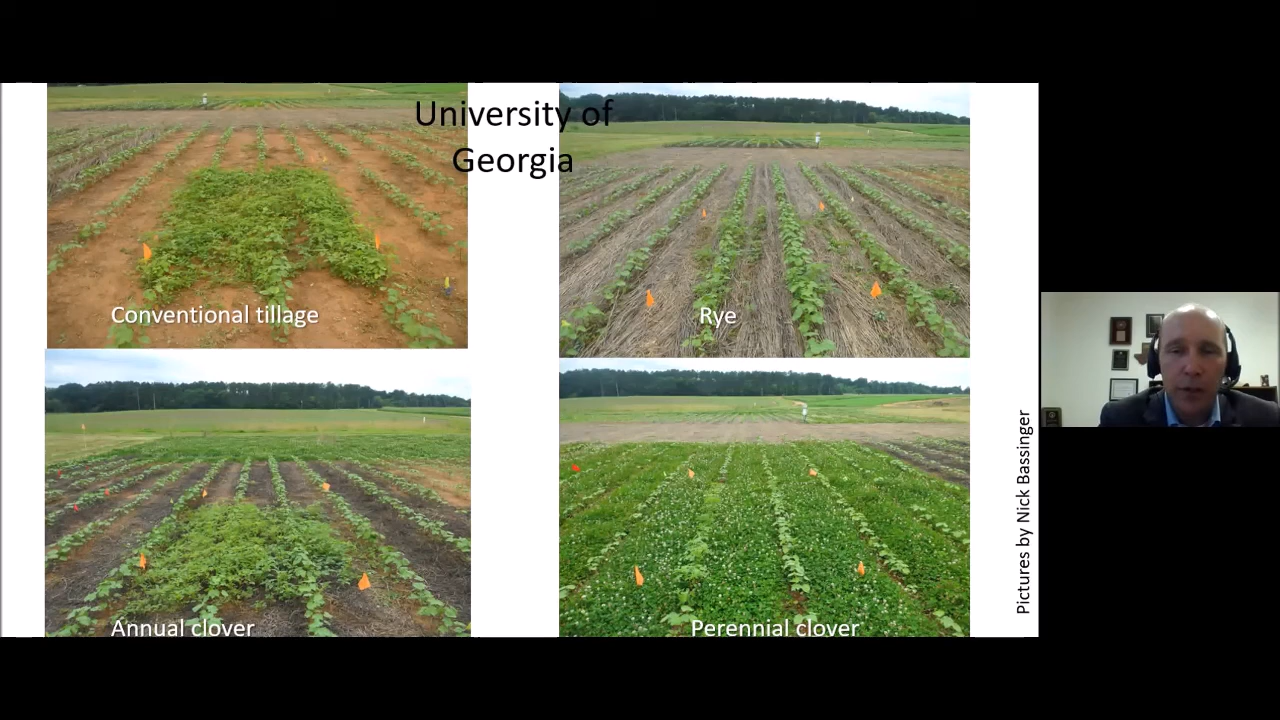 University of
Georgia
Conventional tillage
Rye
Annual clover
Perennial clover
Pictures by Nick Bassinger